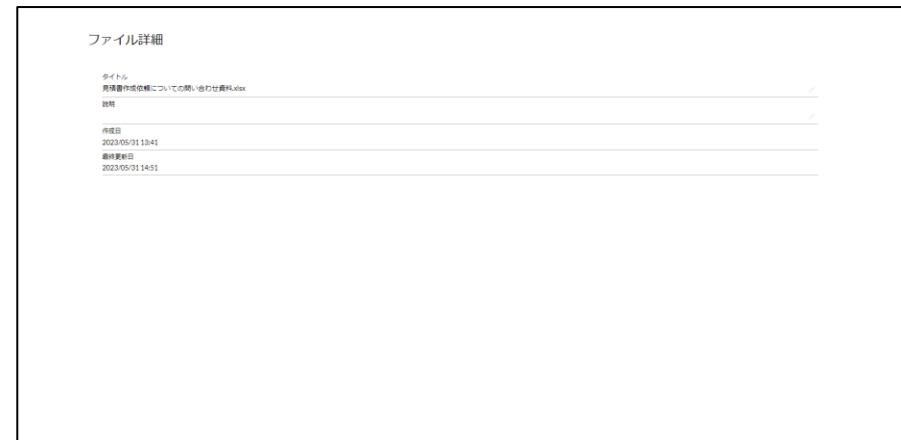 ファイル詳細
タイトル
見積書作成依頼についての問い合わせ資料.xlsx
説明
作成日
2023/05/31 13:41
最終更新日
2023/05/31 14:51